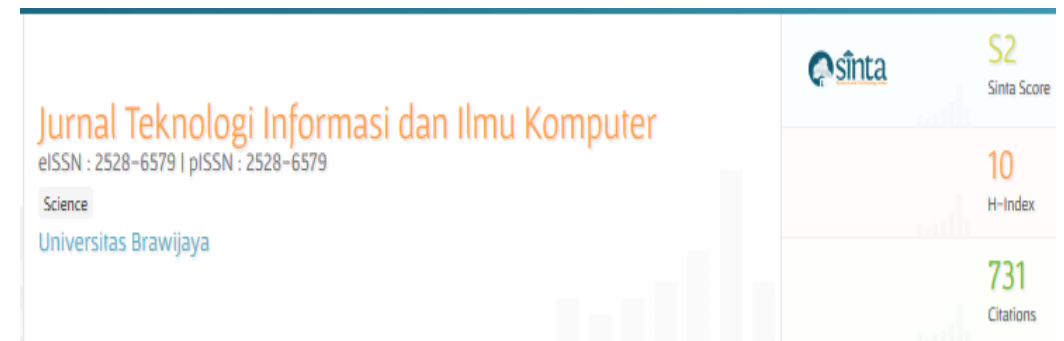 Jurnal Teknologi Informasi dan Ilmu Komputer
eISSN : 2528-6579 | pISSN : 2528-6579
Science
Universitas Brawijaya
sînta
S2
Sinta Score
10
H-Index
731
Citations